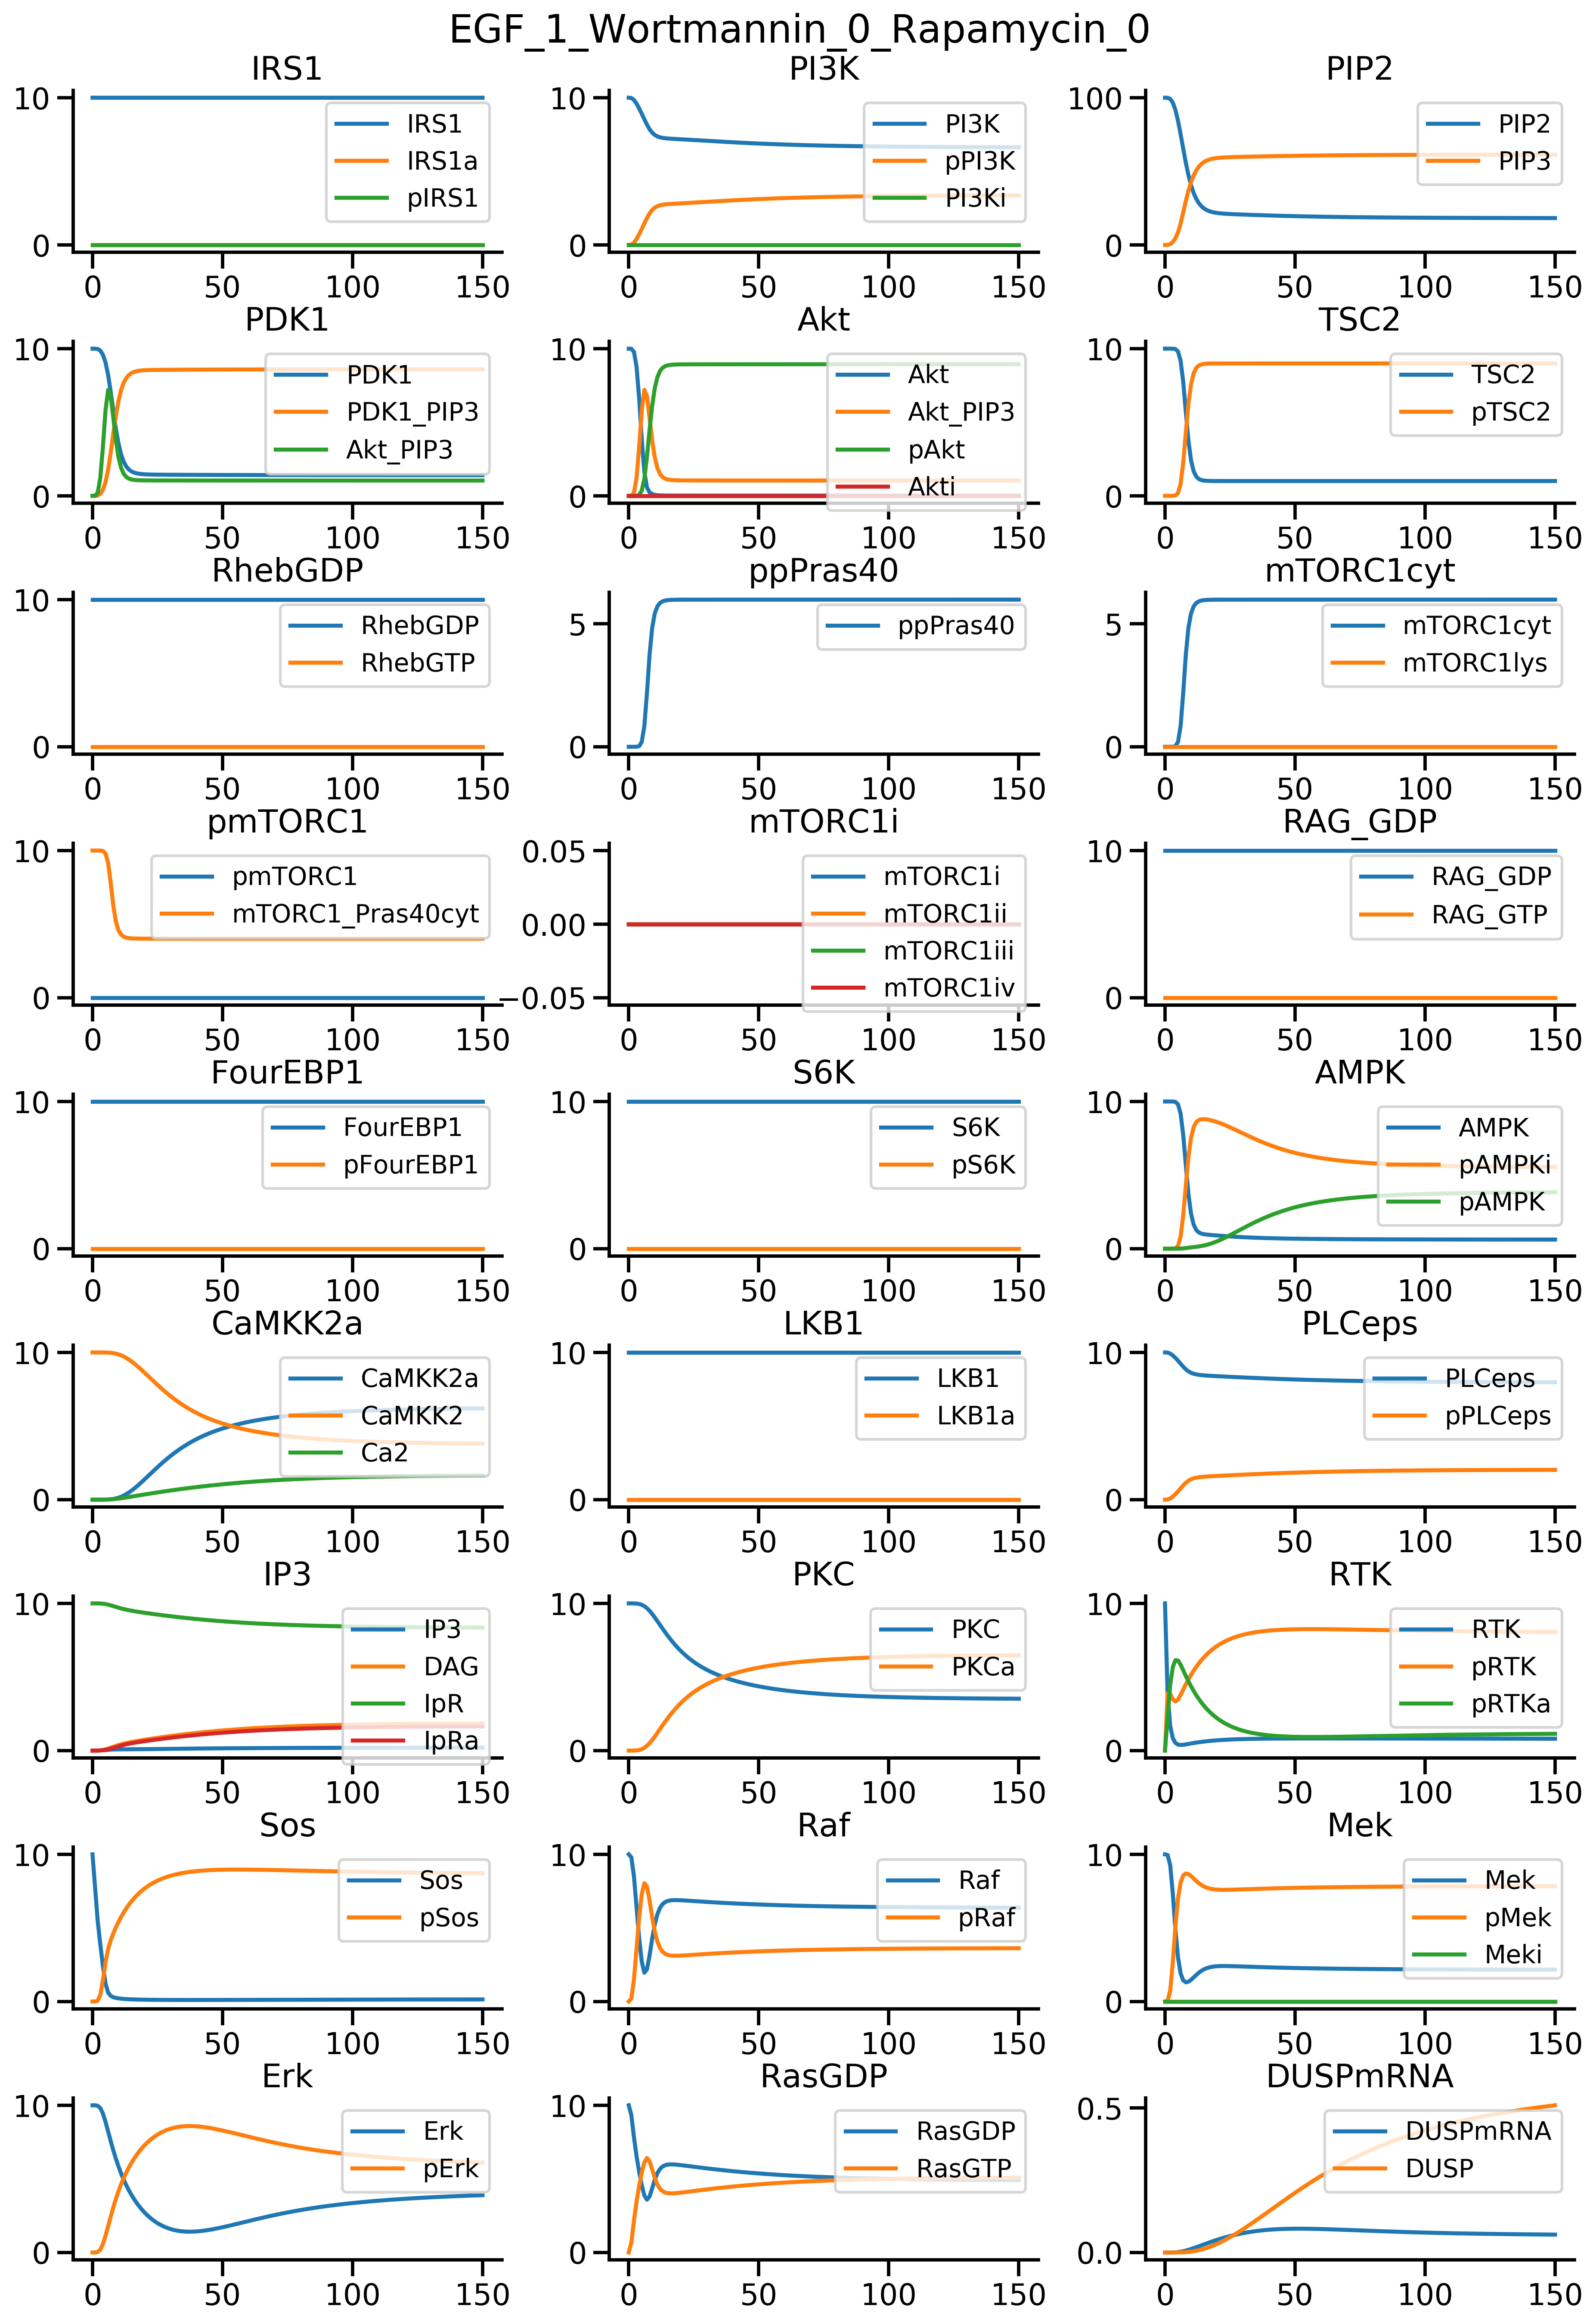 EGF_1_Wortmannin_0_Rapamycin_0
IRS1 PI3K PIP2
10 IRS1 IRS1a pIRS1 0 0 50 100 150
10 PI3K pPI3K PI3Ki 0 0 50 100 150
100 PIP2 PIP3 0 0 50 100 150
PDK1 Akt TSC2
10 PDK1 PDK1_PIP3 Akt_PIP3 0 0 50 100 150
10 Akt Akt_PIP3 pAkt Akti 0 0 50 100 150
10 TSC2 pTSC2 0 0 50 100 150
RhebGDP ppPras40 mTORC1cyt
10 RhebGDP RhebGTP 0 0 50 100 150
5 ppPras40 0 0 50 100 150
5 mTORC1cyt mTORC1lys 0 0 50 100 150
pmTORC1 mTORC1i RAG_GDP
10 pmTORC1 mTORC1_Pras40cyt 0 0 50 100 150
0.05 mTORC1i mTORC1ii 0.00 mTORC1iii mTORC1iv −0.05 0 50 100 150
10 RAG_GDP RAG_GTP 0 0 50 100 150
FourEBP1 S6K AMPK
10 FourEBP1 pFourEBP1 0 0 50 100 150
10 S6K pS6K 0 0 50 100 150
10 AMPK pAMPKi pAMPK 0 0 50 100 150
CaMKK2a LKB1 PLCeps
10 CaMKK2a CaMKK2 Ca2 0 0 50 100 150
10 LKB1 LKB1a 0 0 50 100 150
10 PLCeps pPLCeps 0 0 50 100 150
IP3 PKC RTK
10 IP3 DAG IpR IpRa 0 0 50 100 150
10 PKC PKCa 0 0 50 100 150
10 RTK pRTK pRTKa 0 0 50 100 150
Sos Raf Mek
10 Sos pSos 0 0 50 100 150
10 Raf pRaf 0 0 50 100 150
10 Mek pMek Meki 0 0 50 100 150
Erk RasGDP DUSPmRNA
10 Erk pErk 0 0 50 100 150
10 RasGDP RasGTP 0 0 50 100 150
0.5 DUSPmRNA DUSP 0.0 0 50 100 150